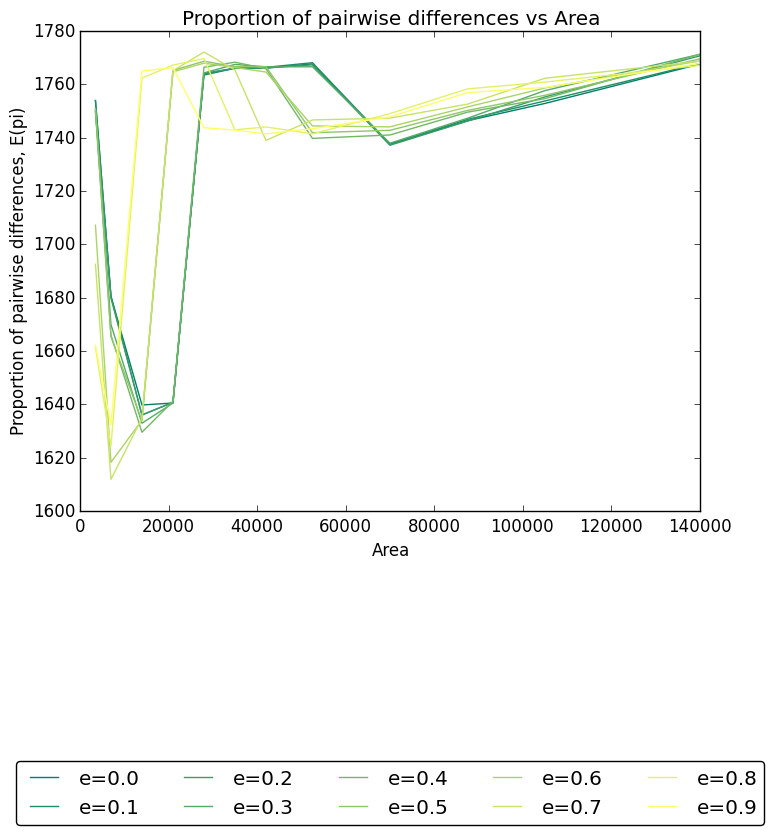 Proportion of pairwise differences vs Area
Proportion of pairwise differences, E(pi)
1780
1760
1740
1720
1700
1680
1660
1640
1620
1600
0 20000 40000 60000 80000 100000 120000 140000
Area
e=0.0 e=0.2 e=0.4 e=0.6 e=0.8
e=0.1 e=0.3 e=0.5 e=0.7 e=0.9